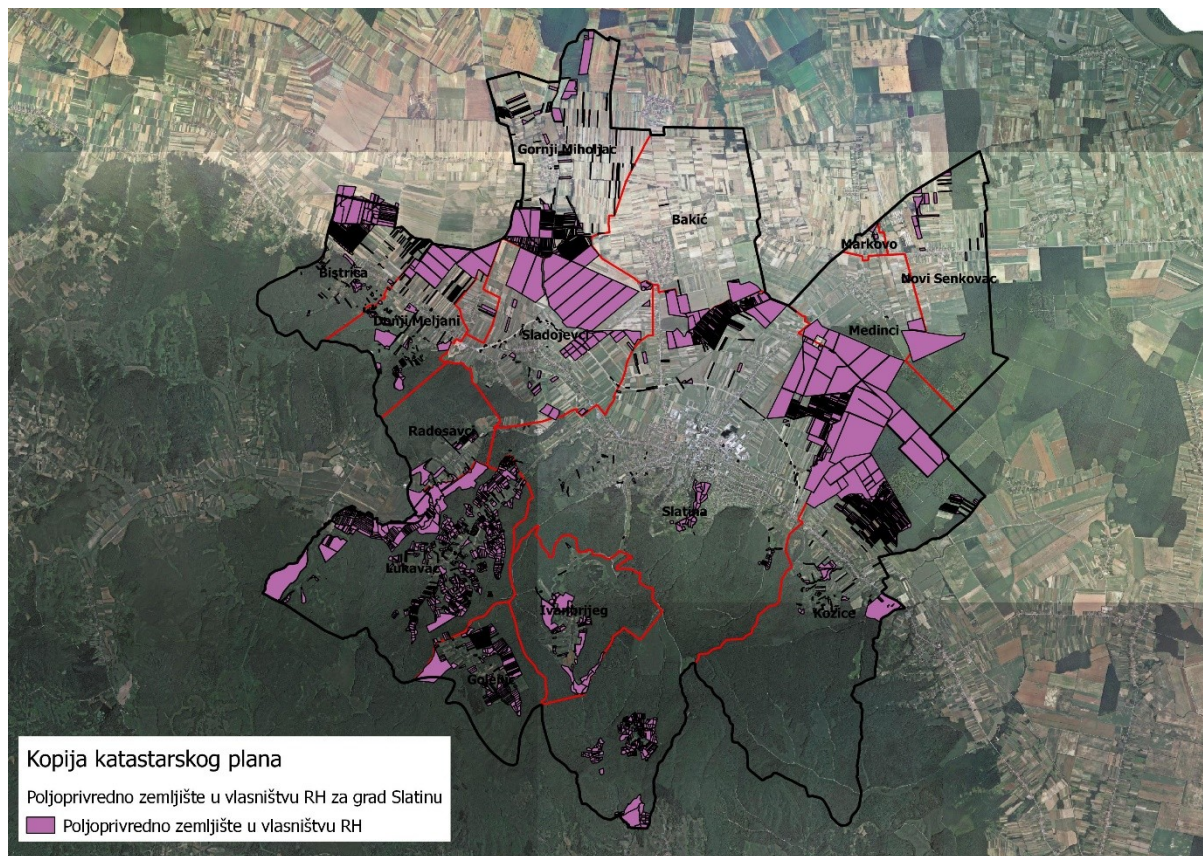 Gornji Miholjac
Bakić
Markovo
Bistrica
Novi Senkovac
Donji Meljani
Sladojevci
Medinci
Radosavci
Slatina
Lukavac
Ivanbrijeg
Kožice
Golenić
Kopija katastarskog plana
Poljoprivredno zemljište u vlasništvu RH za grad Slatinu
Poljoprivredno zemljište u vlasništvu RH